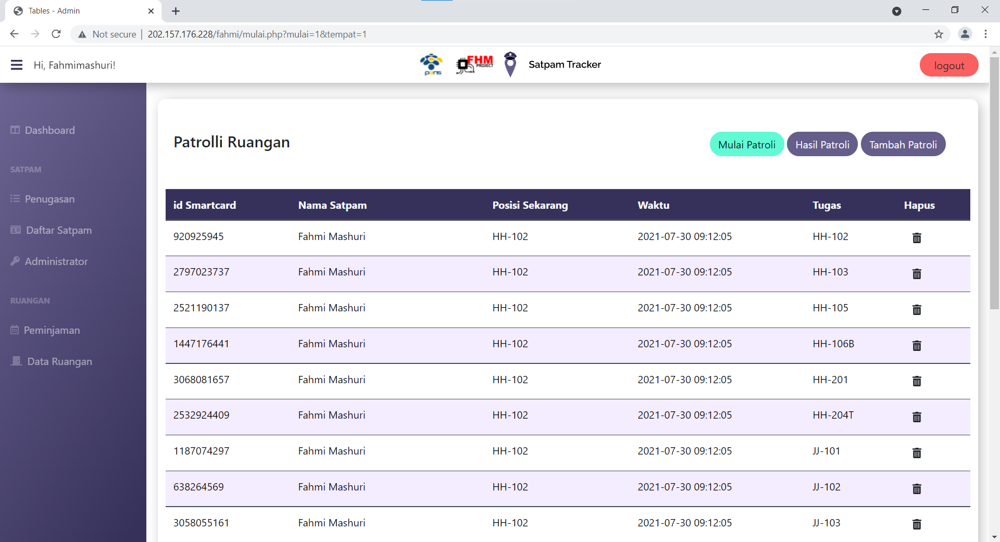 Tables - Admin
Not secure | 202.157.176.228/fahmi/mulai.php?mulai=1&tempat=1
Hi, Fahmimashuri!
pens
FHM
PROJECT
Satpam Tracker
logout
Dashboard
SATPAM
Penugasan
Daftar Satpam
Administrator
RUANGAN
Peminjaman
Data Ruangan
Patrolli Ruangan
Mulai Patroli Hasil Patroli Tambah Patroli
id Smartcard Nama Satpam Posisi Sekarang Waktu Tugas Hapus
920925945 Fahmi Mashuri HH-102 2021-07-30 09:12:05 HH-102
2797023737 Fahmi Mashuri HH-102 2021-07-30 09:12:05 HH-103
2521190137 Fahmi Mashuri HH-102 2021-07-30 09:12:05 HH-105
1447176441 Fahmi Mashuri HH-102 2021-07-30 09:12:05 HH-106B
3068081657 Fahmi Mashuri HH-102 2021-07-30 09:12:05 HH-201
2532924409 Fahmi Mashuri HH-102 2021-07-30 09:12:05 HH-204T
1187074297 Fahmi Mashuri HH-102 2021-07-30 09:12:05 JJ-101
638264569 Fahmi Mashuri HH-102 2021-07-30 09:12:05 JJ-102
3058055161 Fahmi Mashuri HH-102 2021-07-30 09:12:05 JJ-103